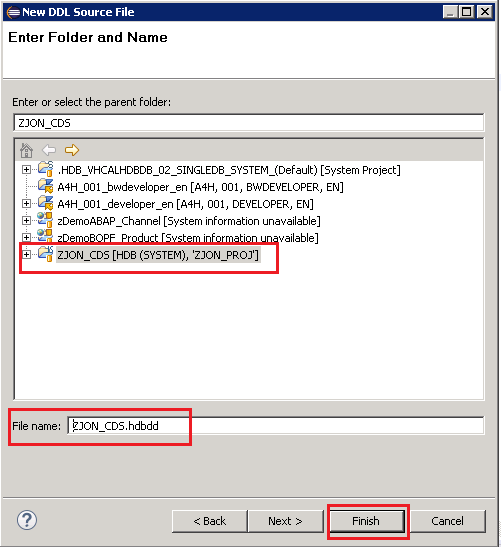 New DDL Source File
Enter Folder and Name
Enter or select the parent folder:
ZJON_CDS
.HDB_VHCALHDBDB_02_SINGLEDB_SYSTEM_(Default) [System Project]
A4H_001_bwdeveloper_en [A4H, 001, BWDEVELOPER, EN]
A4H_001_developer_en [A4H, 001, DEVELOPER, EN]
zDemoABAP_Channel [System information unavailable]
zDemoBOPF_Product [System information unavailable]
ZJON_CDS [HDB (SYSTEM), 'ZJON_PROJ']
File name: ZJON_CDS.hdbdd
? < Back Next > Finish Cancel